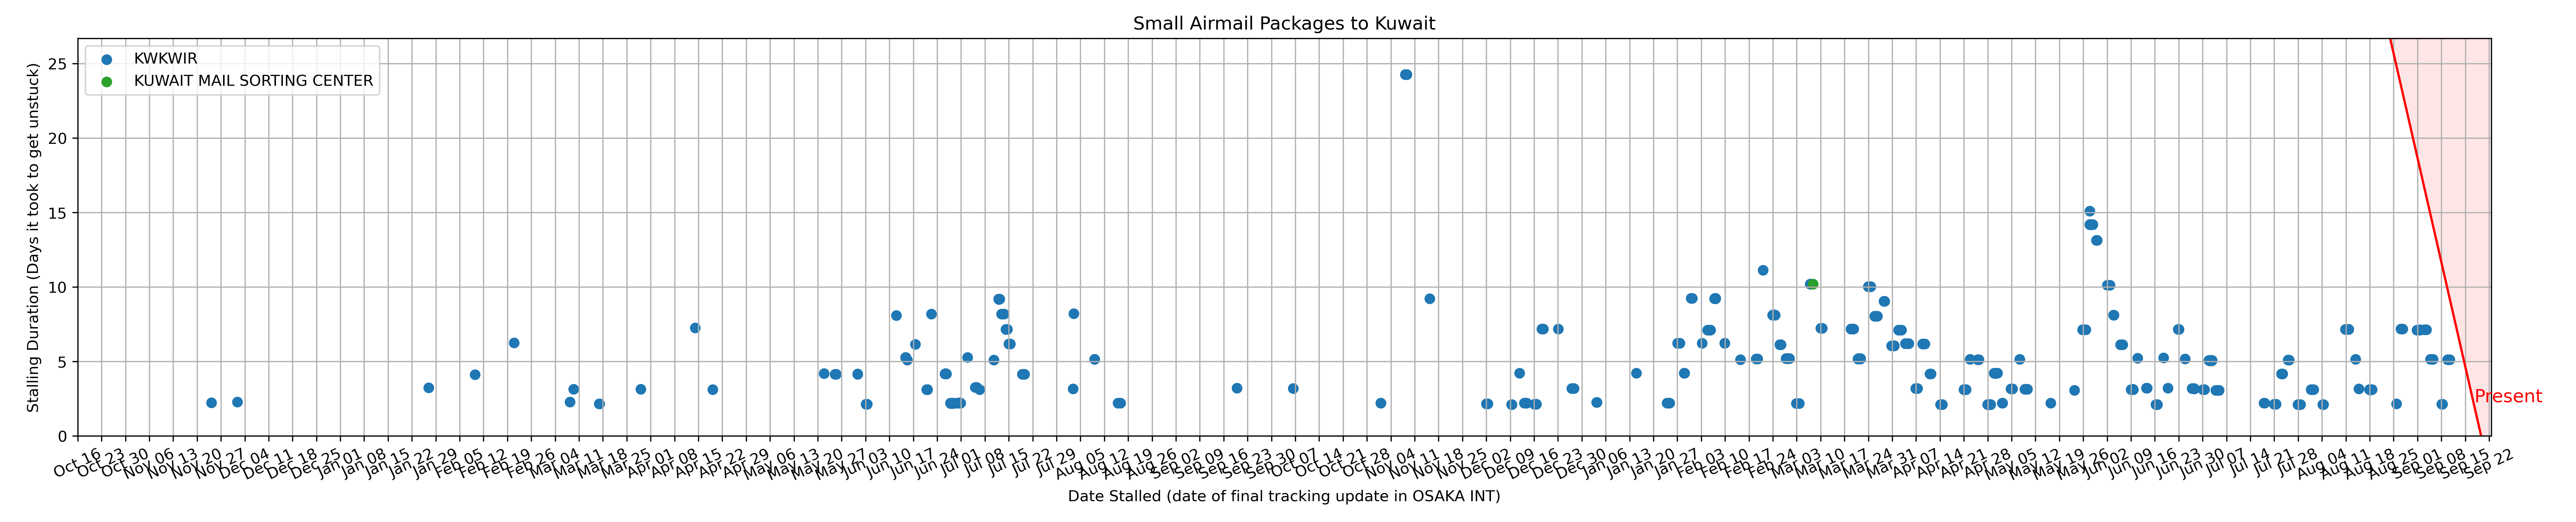 Small Airmail Packages to Kuwait
KWKWIR
KUWAIT MAIL SORTING CENTER
Stalling Duration (Days it took to get unstuck)
25
20
15
10
5
0
Present
Oct 16 Oct 23 Oct 30 Nov 06 Nov 13 Nov 20 Nov 27 Dec 04 Dec 11 Dec 18 Dec 25 Jan 01 Jan 08 Jan 15 Jan 22 Jan 29 Feb 05 Feb 12 Feb 19 Feb 26 Mar 04 Mar 11 Mar 18 Mar 25 Apr 01 Apr 08 Apr 15 Apr 22 Apr 29 May 06 May 13 May 20 May 27 Jun 03 Jun 10 Jun 17 Jun 24 Jul 01 Jul 08 Jul 15 Jul 22 Jul 29 Aug 05 Aug 12 Aug 19 Aug 26 Sep 02 Sep 09 Sep 16 Sep 23 Sep 30 Oct 07 Oct 14 Oct 21 Oct 28 Nov 04 Nov 11 Nov 18 Nov 25 Dec 02 Dec 09 Dec 16 Dec 23 Dec 30 Jan 06 Jan 13 Jan 20 Jan 27 Feb 03 Feb 10 Feb 17 Feb 24 Mar 03 Mar 10 Mar 17 Mar 24 Mar 31 Apr 07 Apr 14 Apr 21 Apr 28 May 05 May 12 May 19 May 26 Jun 02 Jun 09 Jun 16 Jun 23 Jun 30 Jul 07 Jul 14 Jul 21 Jul 28 Aug 04 Aug 11 Aug 18 Aug 25 Sep 01 Sep 08 Sep 15 Sep 22
Date Stalled (date of final tracking update in OSAKA INT)